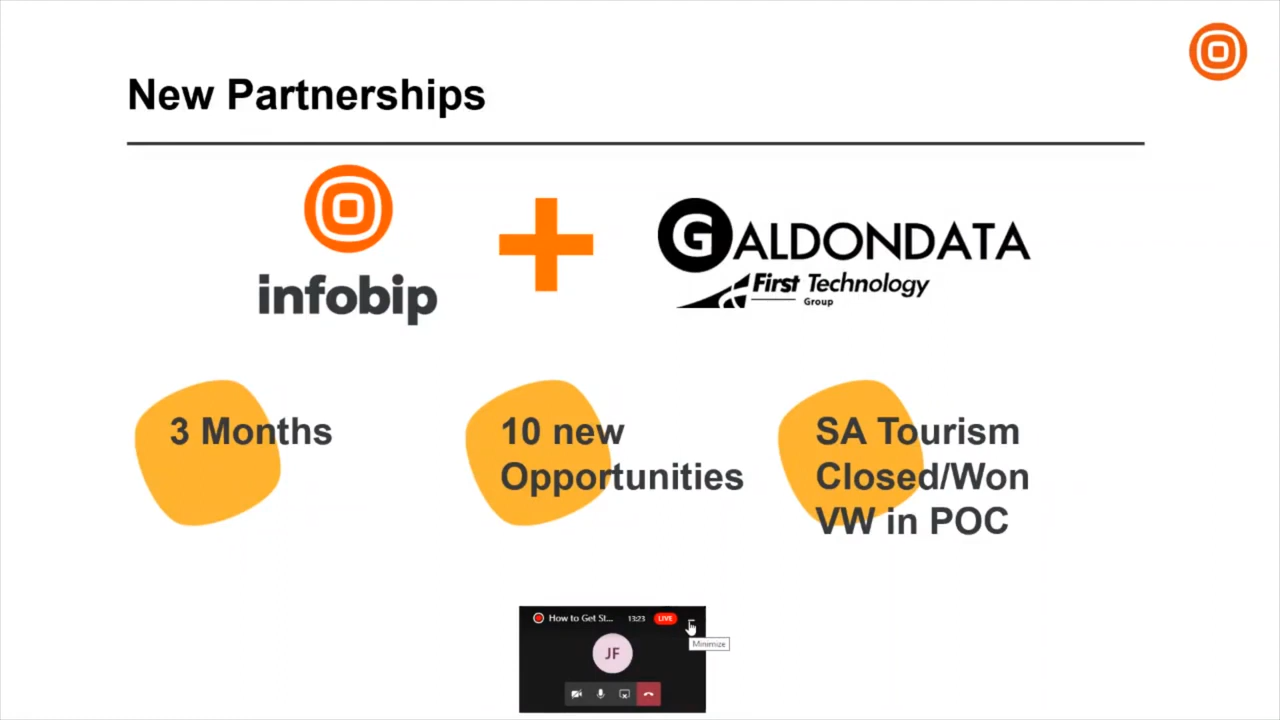 New Partnerships
infobip
GALDONDATA
First Technology
Group
3 Months
10 new
Opportunities
SA Tourism
Closed/Won
VW in POC
How to Get St...
13:23
LIVE
Minimize
JF